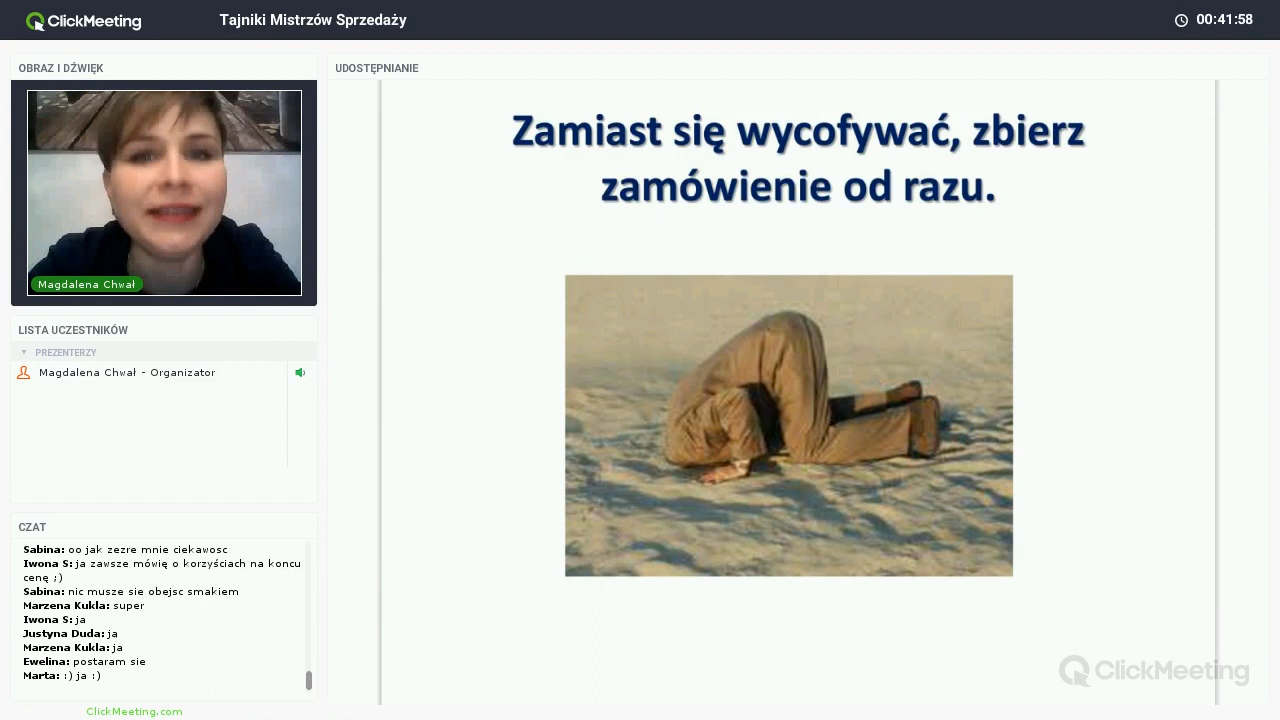 ClickMeeting
Tajniki Mistrzów Sprzedaży
00:41:58
OBRAZ I DŹWIĘK
Magdalena Chwał
LISTA UCZESTNIKÓW
PREZENTERZY
Magdalena Chwał - Organizator
CZAT
Sabina: oo jak zezre mnie ciekawosc
Iwona S: ja zawsze mówię o korzyściach na koncu
cenę ;)
Sabina: nic musze sie obejsc smakiem
Marzena Kukla: super
Iwona S: ja
Justyna Duda: ja
Marzena Kukla: ja
Ewelina: postaram sie
Marta: :) ja :)
ClickMeeting.com
UDOSTĘPNIANIE
Zamiast się wycofywać, zbierz
zamówienie od razu.
ClickMeeting